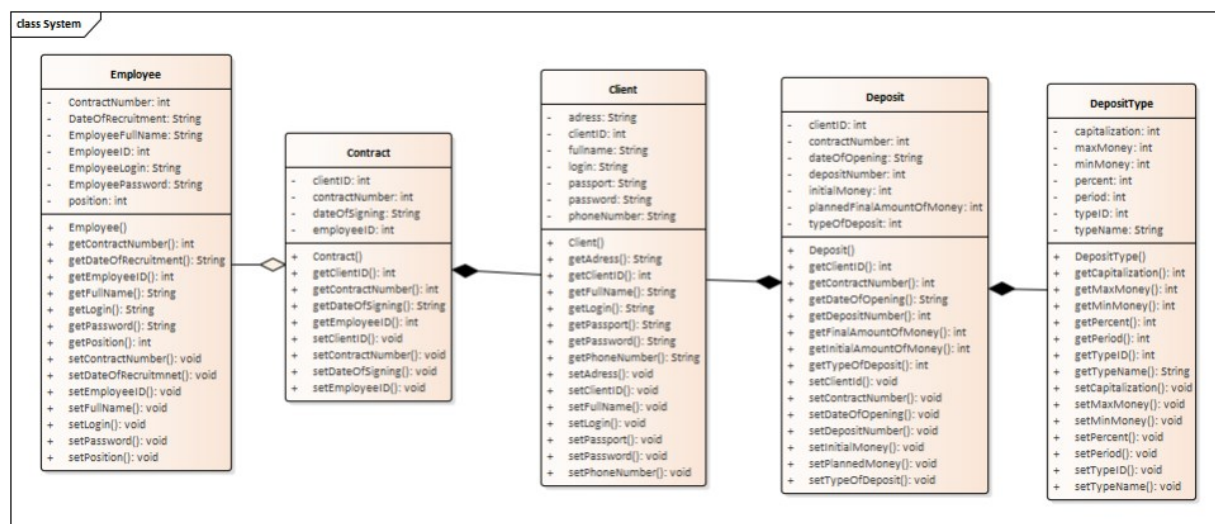 class System
Employee
- ContractNumber: int
- DateOfRecruitment: String
- EmployeeFullName: String
- EmployeeID: int
- EmployeeLogin: String
- EmployeePassword: String
- position: int
+ Employee()
+ getContractNumber(): int
+ getDateOfRecruitment(): String
+ getEmployeeID(): int
+ getFullName(): String
+ getLogin(): String
+ getPassword(): String
+ getPosition(): int
+ setContractNumber(): void
+ setDateOfRecruitmnet(): void
+ setEmployeeID(): void
+ setFullName(): void
+ setLogin(): void
+ setPassword(): void
+ setPosition(): void
Contract
- clientID: int
- contractNumber: int
- dateOfSigning: String
- employeeID: int
+ Contract()
+ getClientID(): int
+ getContractNumber(): int
+ getDateOfSigning(): String
+ getEmployeeID(): int
+ setClientID(): void
+ setContractNumber(): void
+ setDateOfSigning(): void
+ setEmployeeID(): void
Client
- adress: String
- clientID: int
- fullname: String
- login: String
- passport: String
- password: String
- phoneNumber: String
+ Client()
+ getAdress(): String
+ getClientID(): int
+ getFullName(): String
+ getLogin(): String
+ getPassport(): String
+ getPassword(): String
+ getPhoneNumber(): String
+ setAdress(): void
+ setClientID(): void
+ setFullName(): void
+ setLogin(): void
+ setPassport(): void
+ setPassword(): void
+ setPhoneNumber(): void
Deposit
- clientID: int
- contractNumber: int
- dateOfOpening: String
- depositNumber: int
- initialMoney: int
- plannedFinalAmountOfMoney: int
- typeOfDeposit: int
+ Deposit()
+ getClientID(): int
+ getContractNumber(): int
+ getDateOfOpening(): String
+ getDepositNumber(): int
+ getFinalAmountOfMoney(): int
+ getInitialAmountOfMoney(): int
+ getTypeOfDeposit(): int
+ setClientId(): void
+ setContractNumber(): void
+ setDateOfOpening(): void
+ setDepositNumber(): void
+ setInitialMoney(): void
+ setPlannedMoney(): void
+ setTypeOfDeposit(): void
DepositType
- capitalization: int
- maxMoney: int
- minMoney: int
- percent: int
- period: int
- typeID: int
- typeName: String
+ DepositType()
+ getCapitalization(): int
+ getMaxMoney(): int
+ getMinMoney(): int
+ getPercent(): int
+ getPeriod(): int
+ getTypeID(): int
+ getTypeName(): String
+ setCapitalization(): void
+ setMaxMoney(): void
+ setMinMoney(): void
+ setPercent(): void
+ setPeriod(): void
+ setTypeID(): void
+ setTypeName(): void